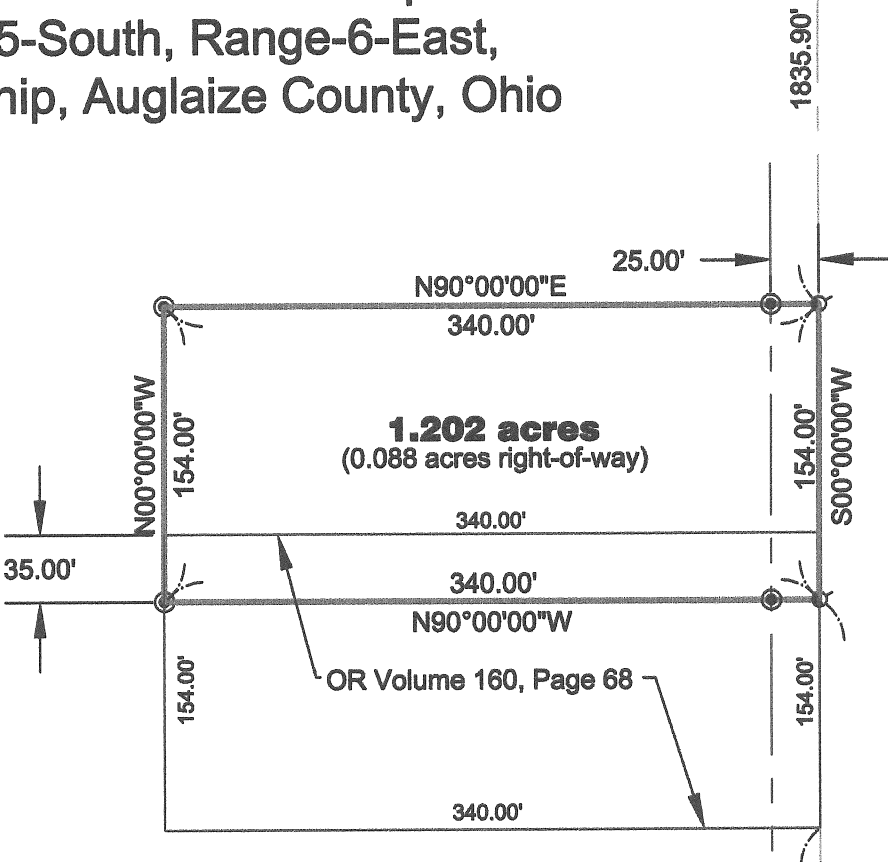 5-South, Range-6-East,
hip, Auglaize County, Ohio
1835.90'
25.00'
N90°00'00"E
340.00'
N00°00'00"W
154.00'
1.202 acres
(0.088 acres right-of-way)
154.00'
S00°00'00"W
340.00'
35.00'
340.00'
N90°00'00"W
OR Volume 160, Page 68
154.00'
154.00'
340.00'